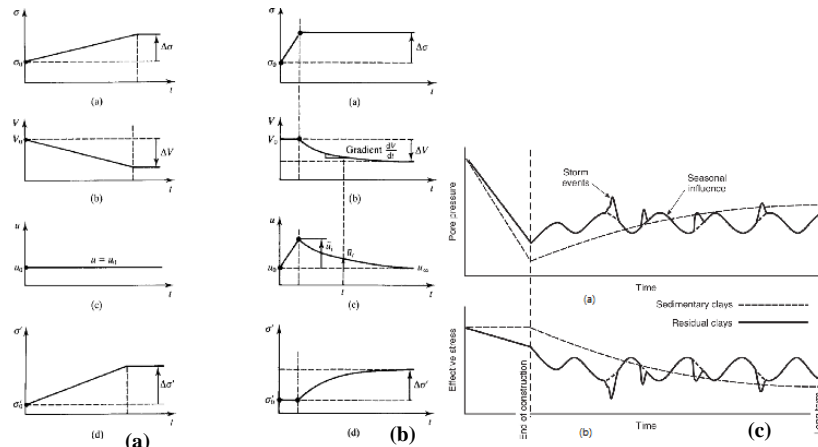 σ
σ₀
Δσ
t
(a)
V
V₀
ΔV
t
(b)
u
u₀
u = u₀
t
(c)
σ'
σ'₀
Δσ'
t
(d)
(a)
σ
σ₀
Δσ
t
(a)
V
V₀
Gradient dV/dt
ΔV
t
(b)
u
u₀
ūᵢ
ūₜ
u∞
t
t
(c)
σ'
σ'₀
Δσ'
t
(d)
(b)
Pore pressure
Storm
events
Seasonal
influence
Time
(a)
Sedimentary clays
Residual clays
Effective stress
End of construction
Time
(b)
(c)